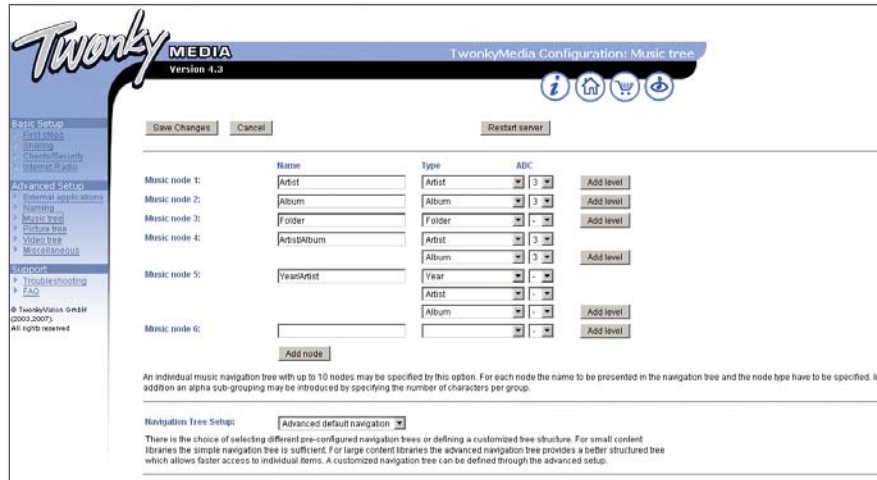 Twonky
MEDIA
Version 4.3
TwonkyMedia Configuration: Music tree
Basic Setup
First steps
Sharing
Clients/Security
Internet Radio
Advanced Setup
External applications
Naming
Music tree
Picture tree
Video tree
Miscellaneous
Support
Troubleshooting
FAQ
© TwonkyVision GmbH
(2003,2007).
All rights reserved
Save Changes Cancel Restart server
Name Type ABC
Music node 1: Artist Artist 3 Add level
Music node 2: Album Album 3 Add level
Music node 3: Folder Folder - Add level
Music node 4: Artist/Album Artist 3
Album 3 Add level
Music node 5: Year/Artist Year -
Artist -
Album - Add level
Music node 6: - Add level
Add node
An individual music navigation tree with up to 10 nodes may be specified by this option. For each node the name to be presented in the navigation tree and the node type have to be specified. In
addition an alpha sub-grouping may be introduced by specifying the number of characters per group.
Navigation Tree Setup: Advanced default navigation
There is the choice of selecting different pre-configured navigation trees or defining a customized tree structure. For small content
libraries the simple navigation tree is sufficient. For large content libraries the advanced navigation tree provides a better structured tree
which allows faster access to individual items. A customized navigation tree can be defined through the advanced setup.